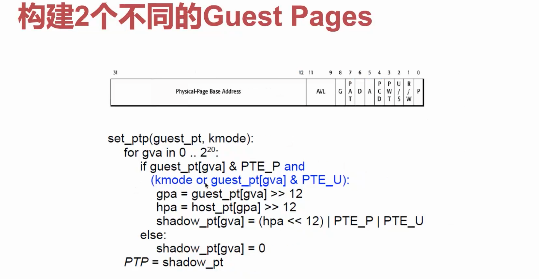 构建2个不同的Guest Pages
31 12 11 9 8 7 6 5 4 3 2 1 0
Physical-Page Base Address AVL G PAT D A PCD PWT U/S R/W P
set_ptp(guest_pt, kmode):
for gva in 0 .. 2²⁰:
if guest_pt[gva] & PTE_P and
(kmode or guest_pt[gva] & PTE_U):
gpa = guest_pt[gva] >> 12
hpa = host_pt[gpa] >> 12
shadow_pt[gva] = (hpa << 12) | PTE_P | PTE_U
else:
shadow_pt[gva] = 0
PTP = shadow_pt